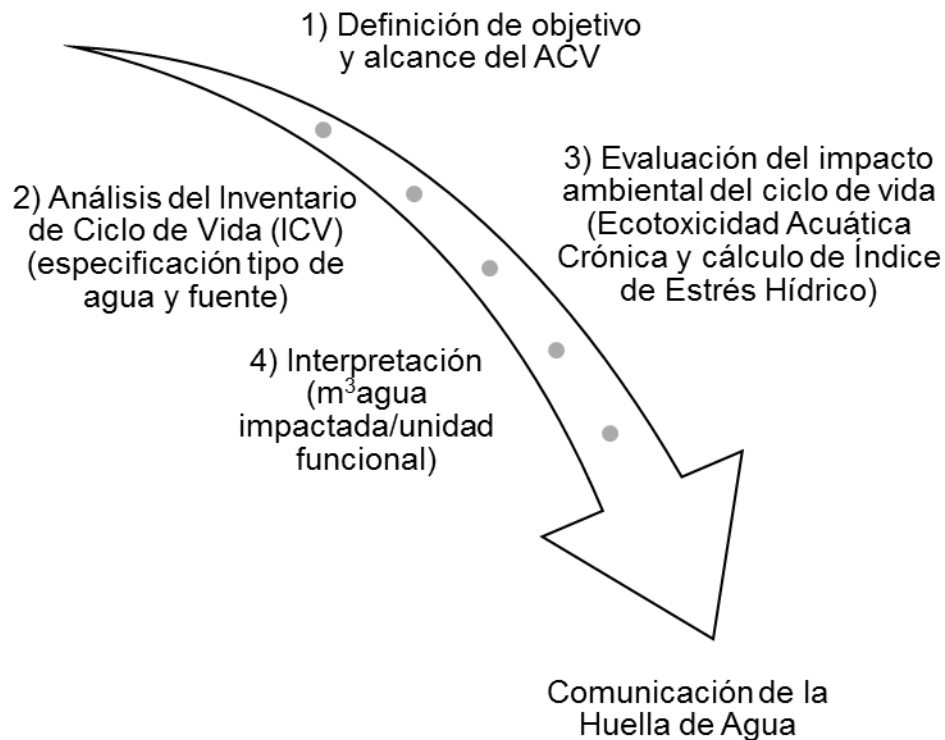 1) Definición de objetivo
y alcance del ACV
2) Análisis del Inventario
de Ciclo de Vida (ICV)
(especificación tipo de
agua y fuente)
3) Evaluación del impacto
ambiental del ciclo de vida
(Ecotoxicidad Acuática
Crónica y cálculo de Índice
de Estrés Hídrico)
4) Interpretación
(m³agua
impactada/unidad
funcional)
Comunicación de la
Huella de Agua